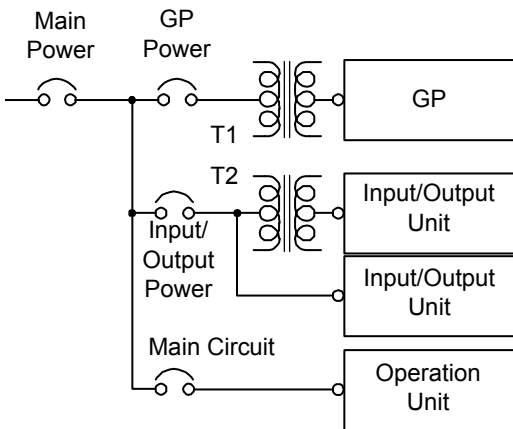 Main
Power
GP
Power
T1
GP
T2
Input/Output
Unit
Input/
Output
Power
Input/Output
Unit
Main Circuit
Operation
Unit